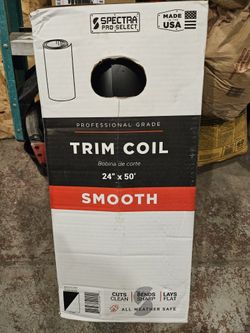 SPECTRA
PRO SELECT
MADE
IN THE
USA
PROFESSIONAL GRADE
TRIM COIL
Bobina de corte
24" x 50'
SMOOTH
CUTS CLEAN
BENDS SHARP
LAYS FLAT
ALL WEATHER SAFE